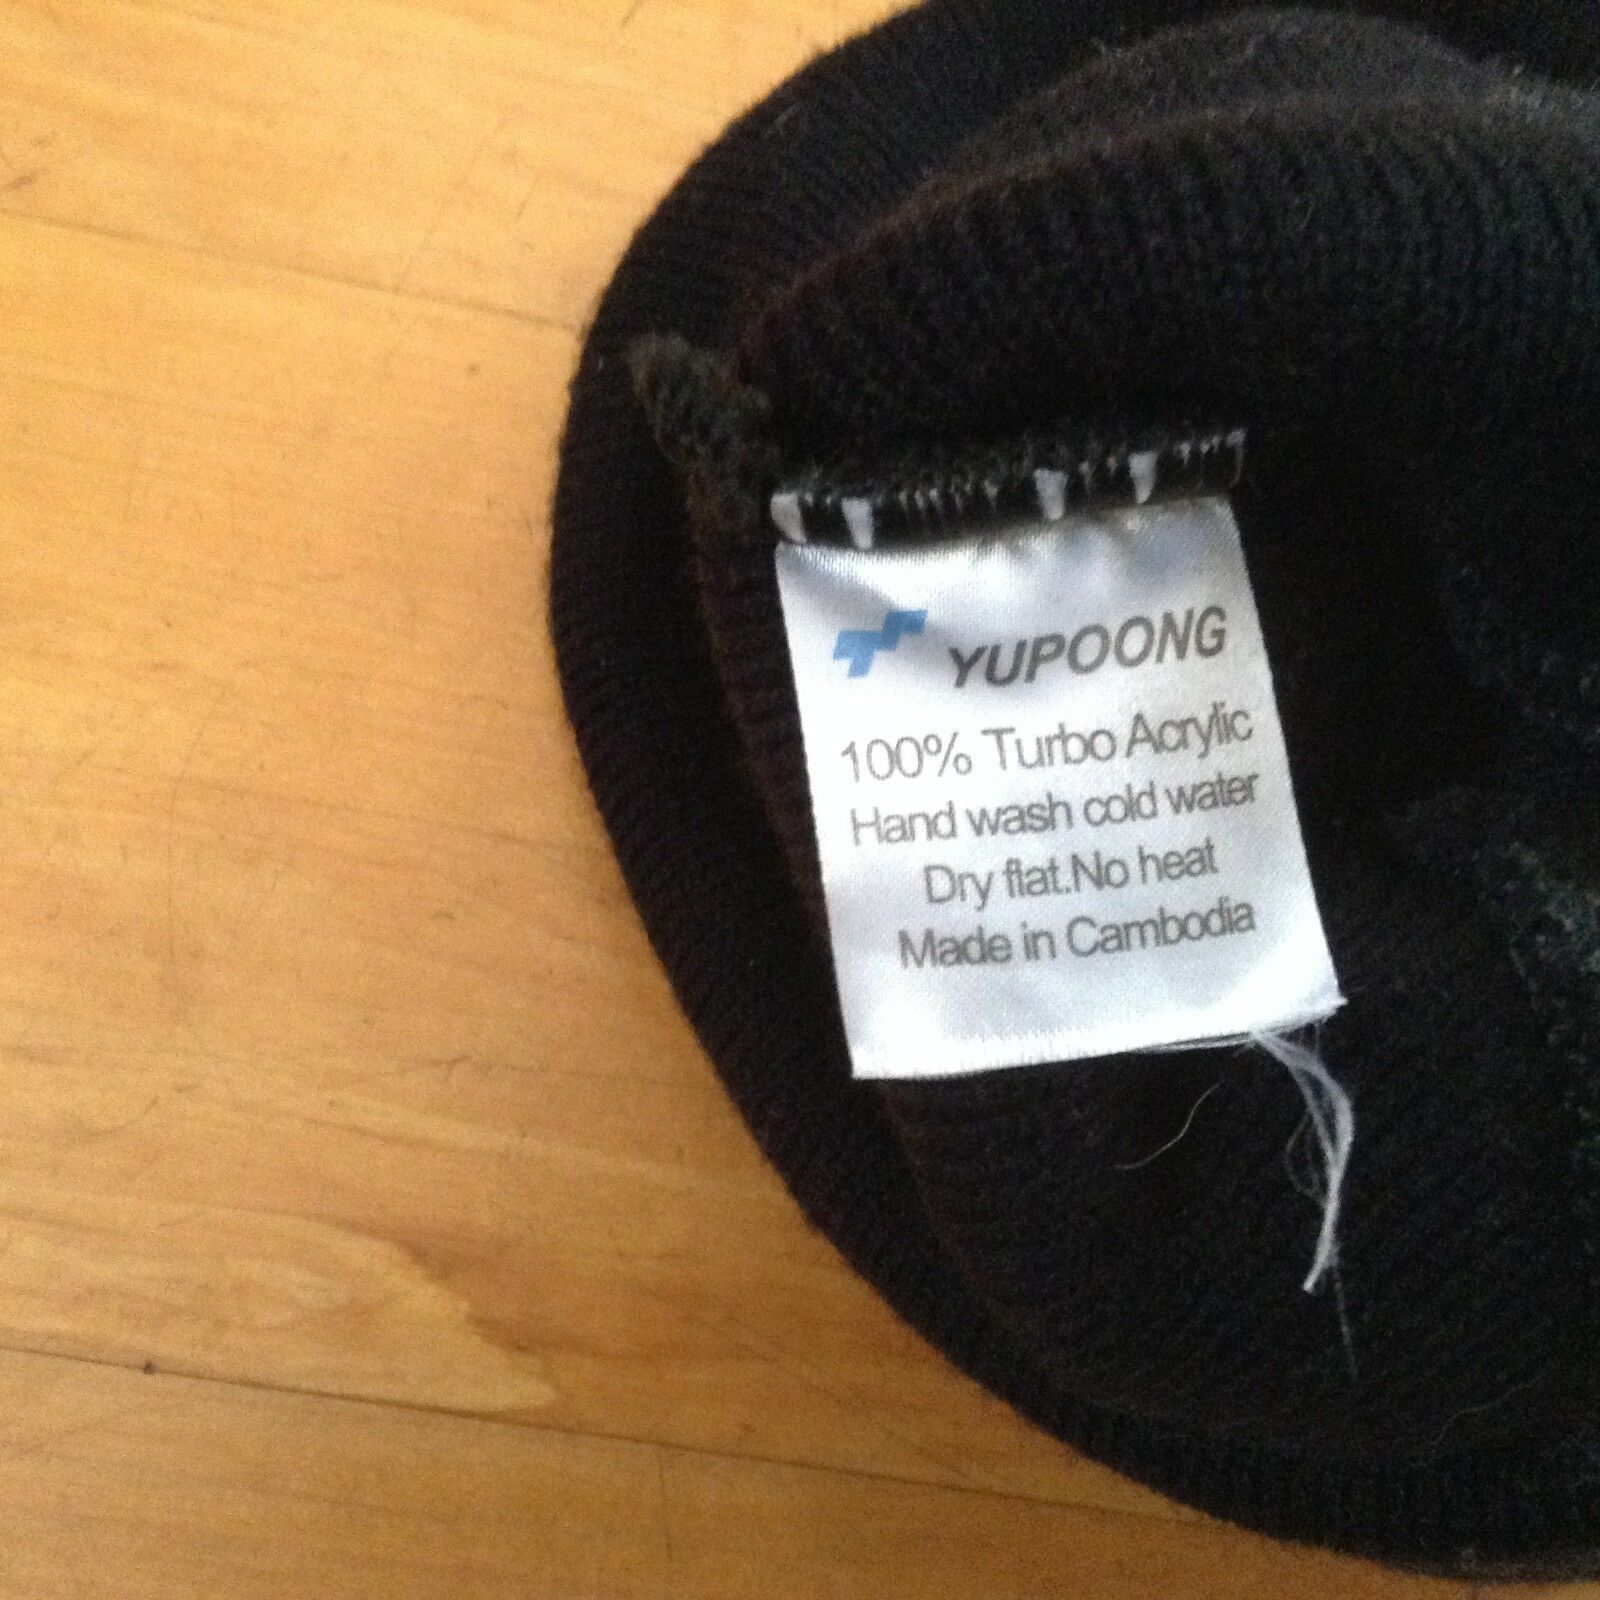 YUPOONG
100% Turbo Acrylic
Hand wash cold water
Dry flat.No heat
Made in Cambodia